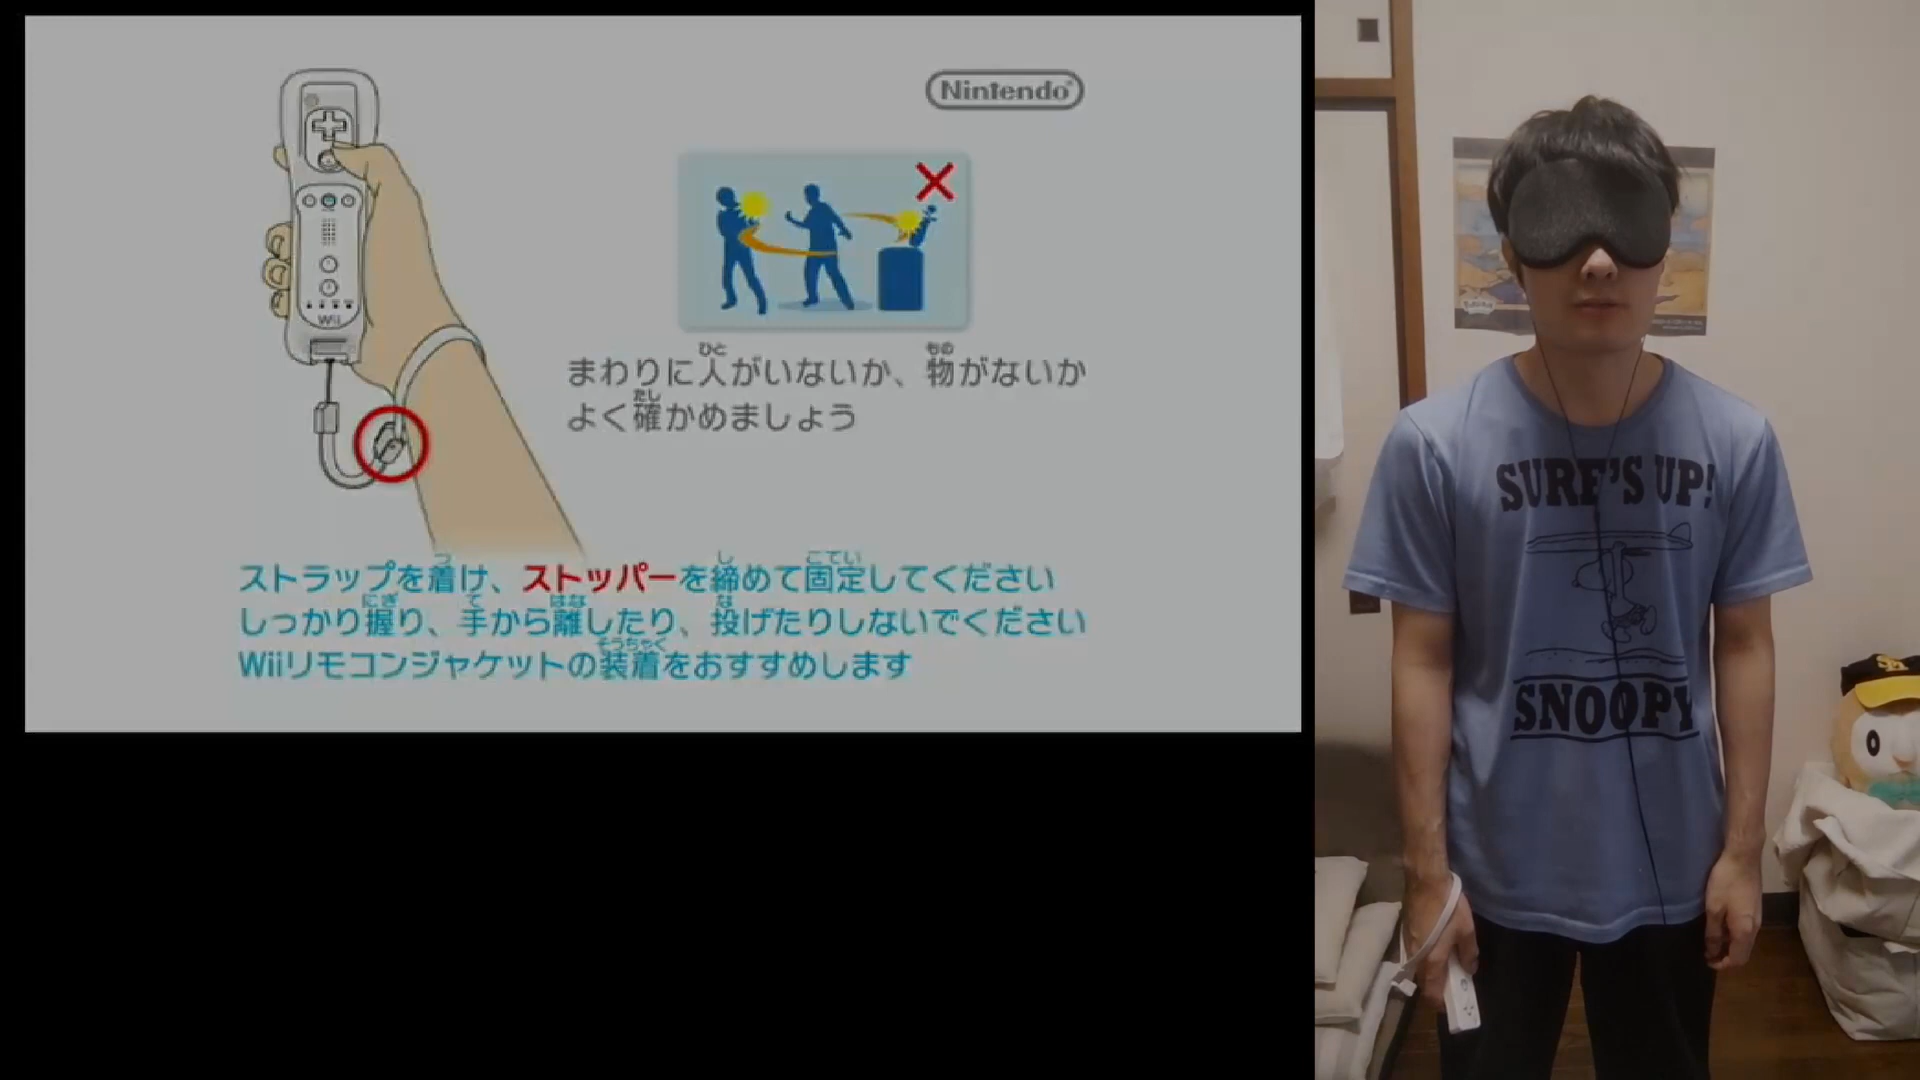 Nintendo
Wii
まわりに人がいないか、物がないか
よく確かめましょう
ストラップを着け、ストッパーを締めて固定してください
しっかり握り、手から離したり、投げたりしないでください
Wiiリモコンジャケットの装着をおすすめします
SURF'S UP!
SNOOPY